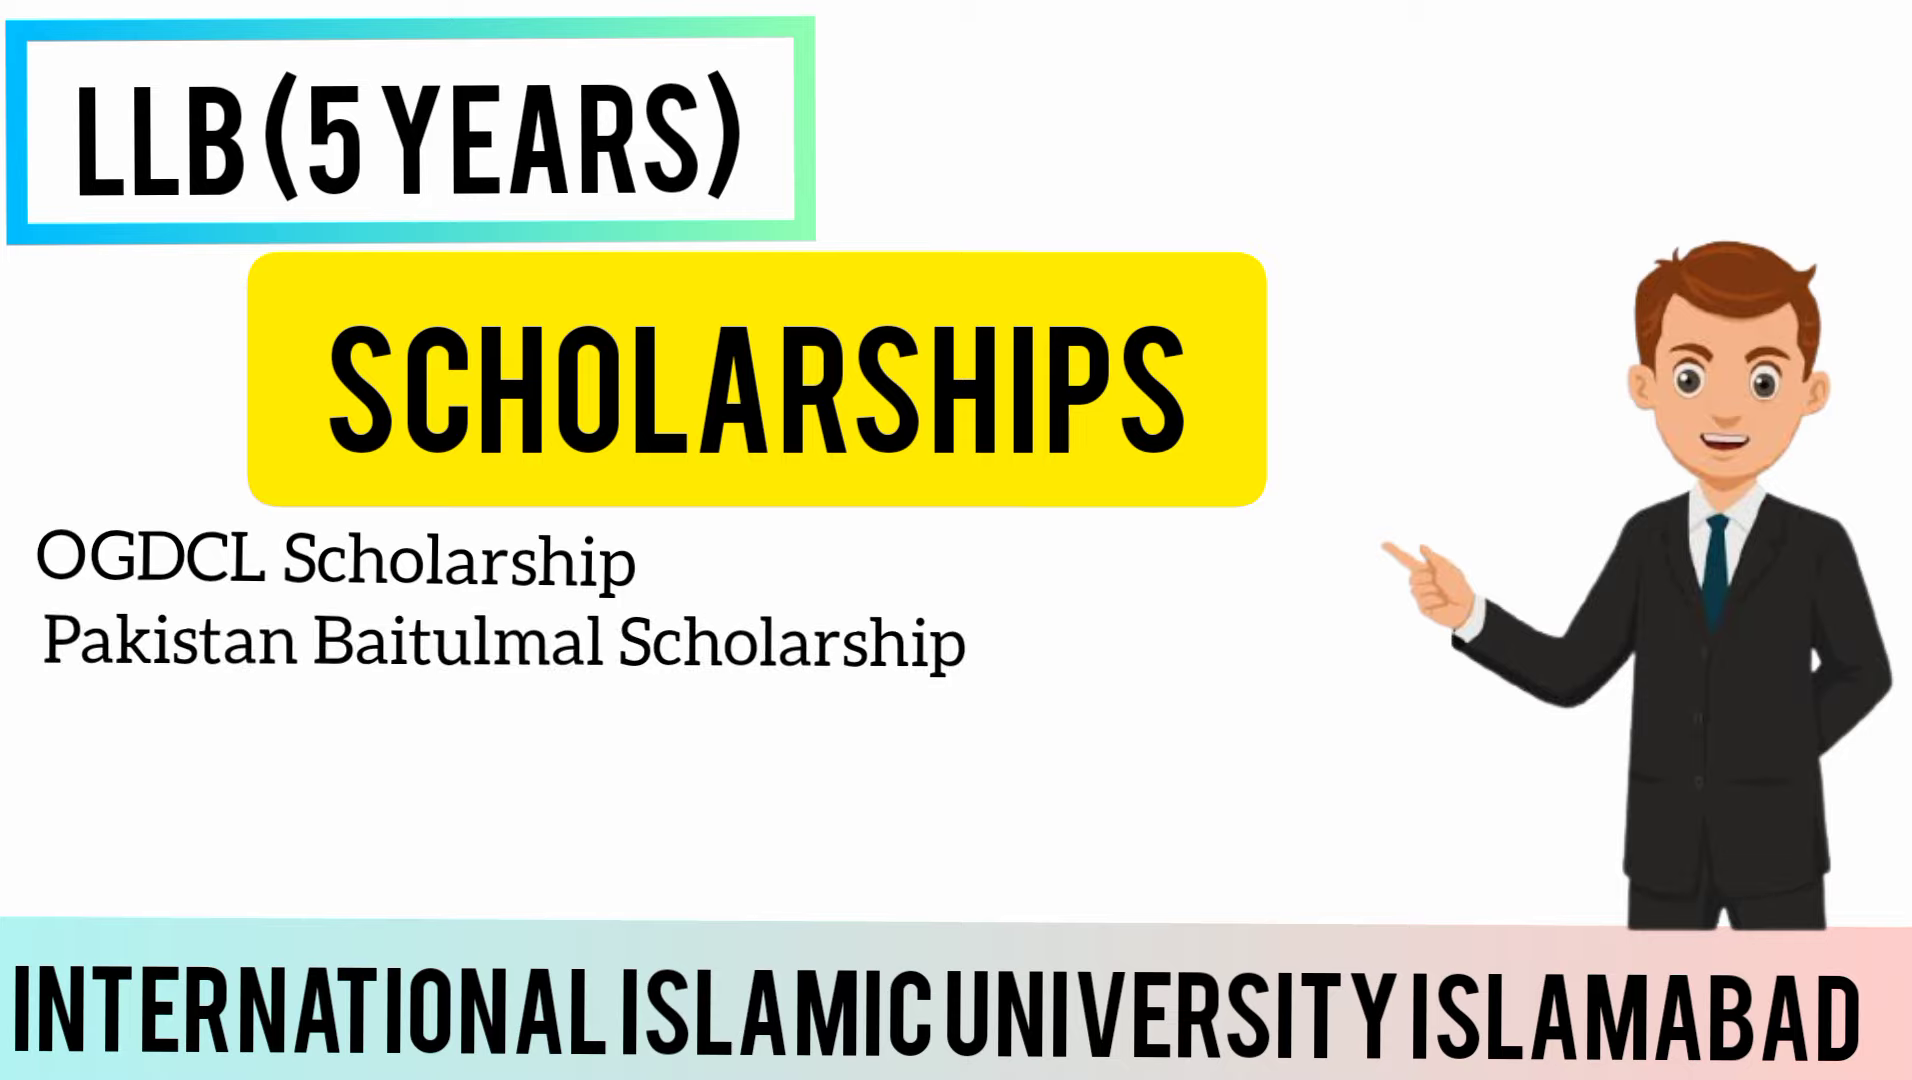 LLB (5 YEARS)
SCHOLARSHIPS
OGDCL Scholarship
Pakistan Baitulmal Scholarship
INTERNATIONAL ISLAMIC UNIVERSITY ISLAMABAD